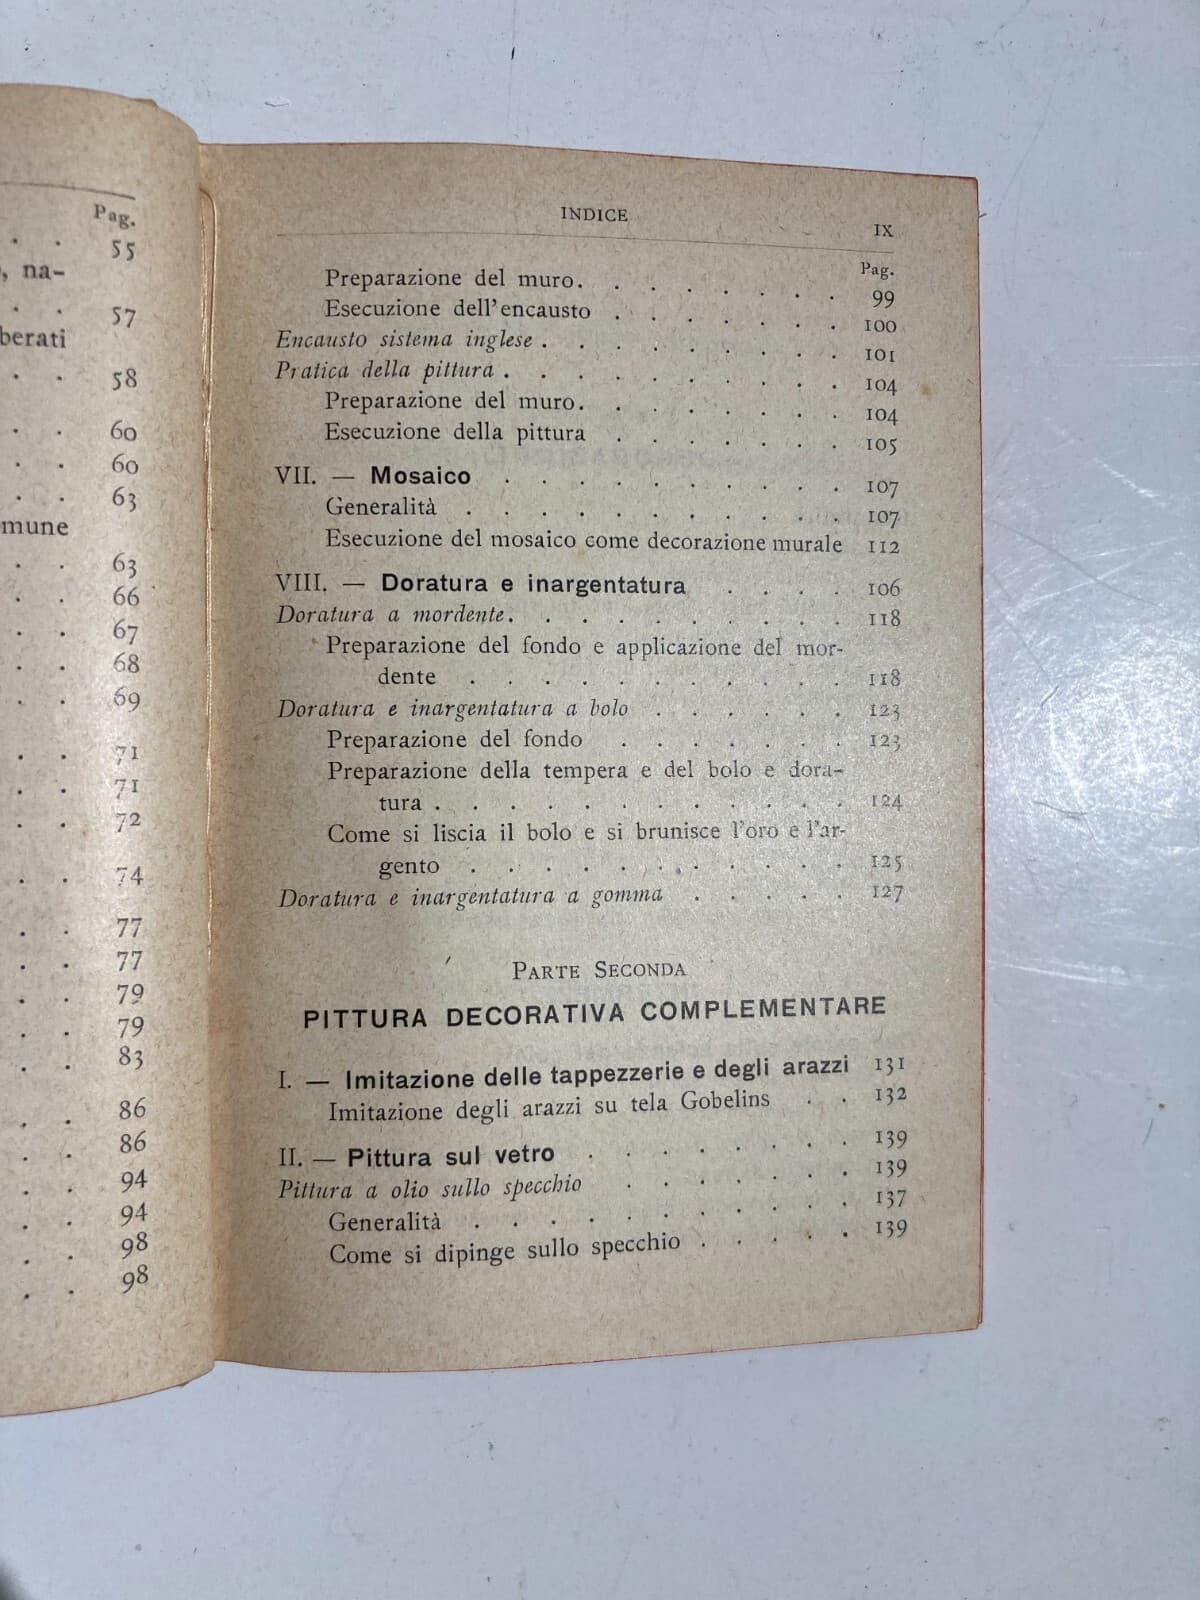 Pag.
55
, na-
57
berati
58
60
60
63
mune
63
66
67
68
69
71
71
72
74
77
77
79
79
83
86
86
94
94
98
98
INDICE IX
Pag.
Preparazione del muro. . . . . . . . 99
Esecuzione dell'encausto . . . . . . . 100
Encausto sistema inglese . . . . . . . . . 101
Pratica della pittura . . . . . . . . . . 104
Preparazione del muro. . . . . . . . 104
Esecuzione della pittura . . . . . . . 105
VII. — Mosaico . . . . . . . . . . 107
Generalità . . . . . . . . . . . 107
Esecuzione del mosaico come decorazione murale 112
VIII. — Doratura e inargentatura . . . . 106
Doratura a mordente. . . . . . . . . . 118
Preparazione del fondo e applicazione del mor-
dente . . . . . . . . . . . 118
Doratura e inargentatura a bolo . . . . . . 123
Preparazione del fondo . . . . . . . 123
Preparazione della tempera e del bolo e dora-
tura . . . . . . . . . . . . 124
Come si liscia il bolo e si brunisce l'oro e l'ar-
gento . . . . . . . . . . . 125
Doratura e inargentatura a gomma . . . . . 127
PARTE SECONDA
PITTURA DECORATIVA COMPLEMENTARE
I. — Imitazione delle tappezzerie e degli arazzi 131
Imitazione degli arazzi su tela Gobelins . . 132
II. — Pittura sul vetro . . . . . . . . 139
Pittura a olio sullo specchio . . . . . . . 139
Generalità . . . . . . . . . . . 137
Come si dipinge sullo specchio . . . . . 139